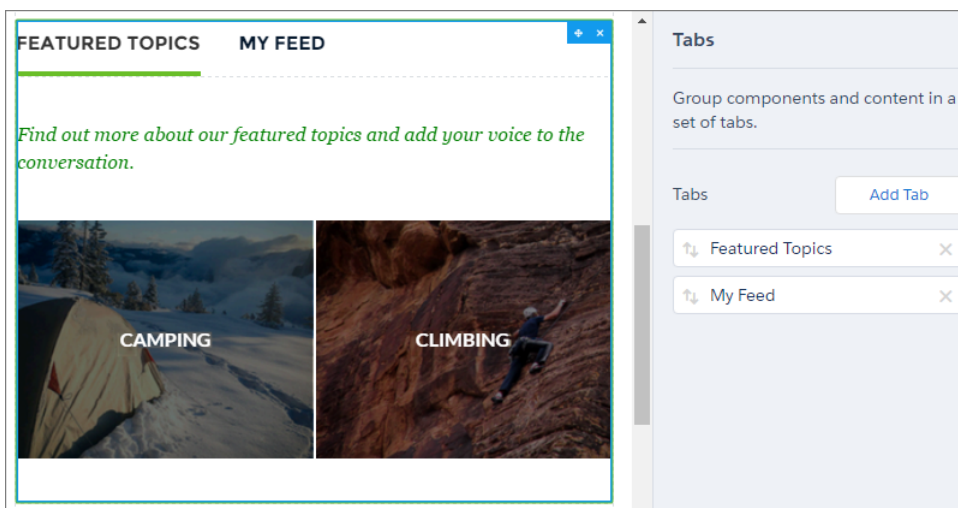 FEATURED TOPICS MY FEED
Find out more about our featured topics and add your voice to the
conversation.
CAMPING CLIMBING
Tabs
Group components and content in a
set of tabs.
Tabs Add Tab
Featured Topics
My Feed